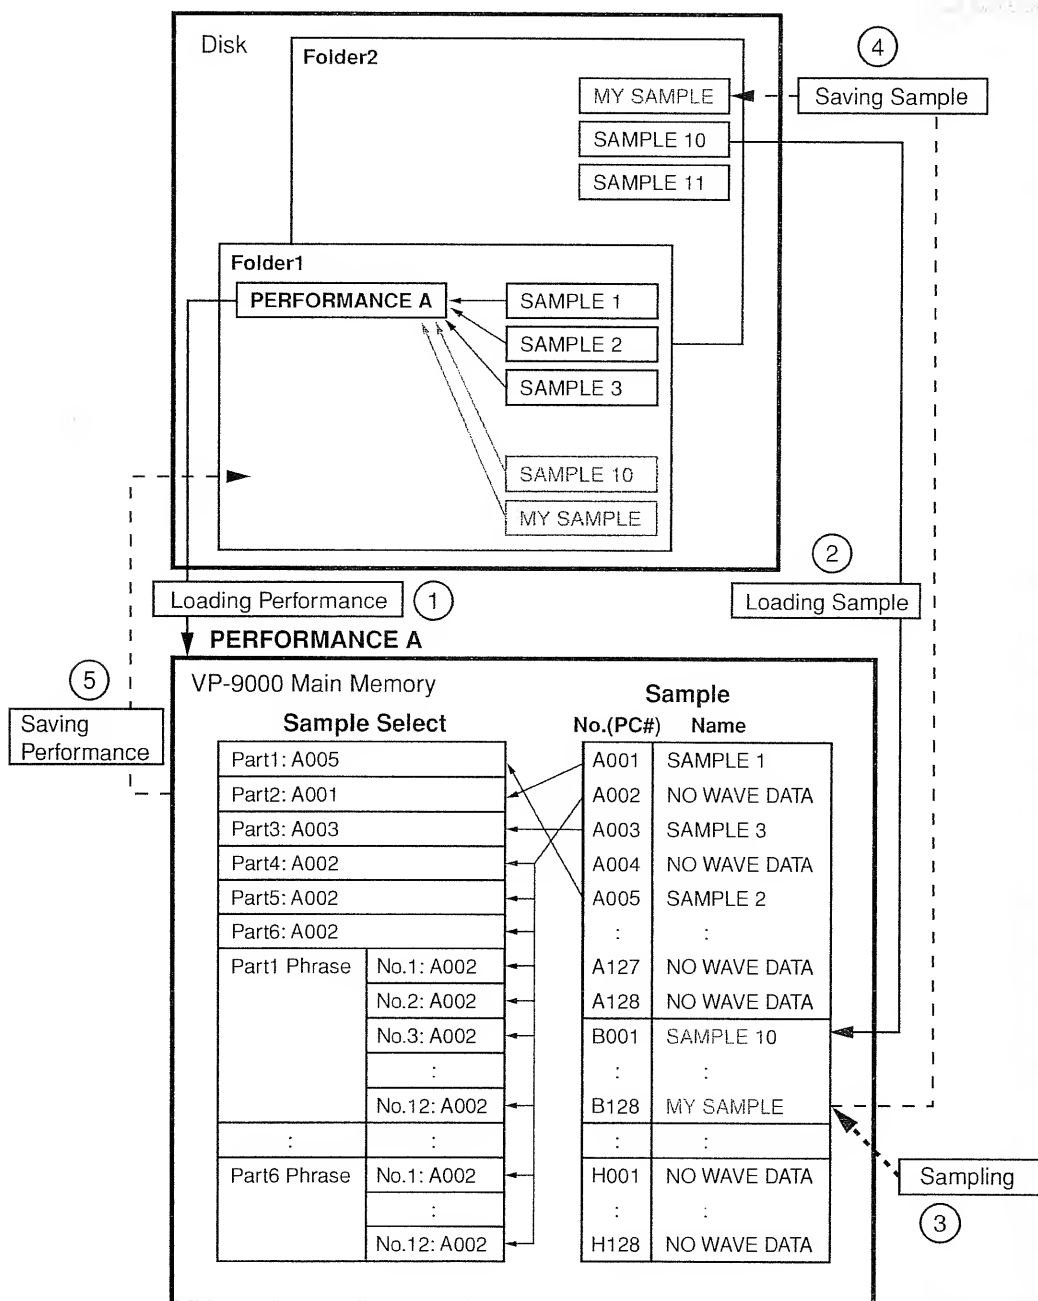 Disk
Folder2
4
MY SAMPLE
Saving Sample
SAMPLE 10
SAMPLE 11
Folder1
PERFORMANCE A
SAMPLE 1
SAMPLE 2
SAMPLE 3
SAMPLE 10
MY SAMPLE
2
Loading Performance
1
Loading Sample
PERFORMANCE A
5
VP-9000 Main Memory
Saving
Performance
Sample Select
Sample
No.(PC#) Name
Part1: A005
A001 SAMPLE 1
Part2: A001
A002 NO WAVE DATA
Part3: A003
A003 SAMPLE 3
Part4: A002
A004 NO WAVE DATA
Part5: A002
A005 SAMPLE 2
Part6: A002
: :
Part1 Phrase No.1: A002
A127 NO WAVE DATA
No.2: A002
A128 NO WAVE DATA
No.3: A002
B001 SAMPLE 10
:
: :
No.12: A002
B128 MY SAMPLE
: :
: :
Part6 Phrase No.1: A002
H001 NO WAVE DATA
:
: :
No.12: A002
H128 NO WAVE DATA
Sampling
3